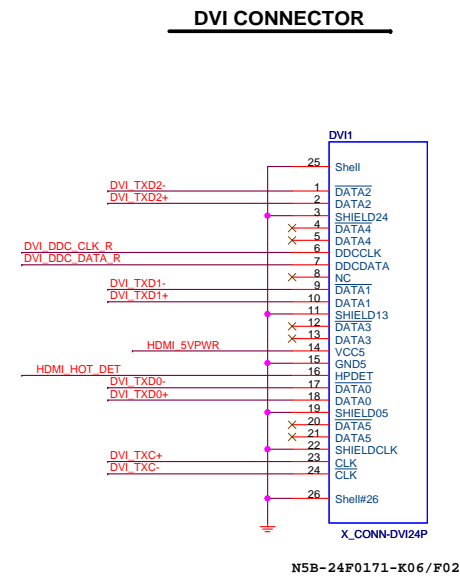 DVI CONNECTOR
DVI1
25 Shell
DVI_TXD2- 1 DATA2
DVI_TXD2+ 2 DATA2
3 SHIELD24
4 DATA4
5 DATA4
DVI_DDC_CLK_R 6 DDCCLK
DVI_DDC_DATA_R 7 DDCDATA
8 NC
DVI_TXD1- 9 DATA1
DVI_TXD1+ 10 DATA1
11 SHIELD13
12 DATA3
13 DATA3
HDMI_5VPWR 14 VCC5
15 GND5
HDMI_HOT_DET 16 HPDET
DVI_TXD0- 17 DATA0
DVI_TXD0+ 18 DATA0
19 SHIELD05
20 DATA5
21 DATA5
22 SHIELDCLK
DVI_TXC+ 23 CLK
DVI_TXC- 24 CLK
26 Shell#26
X_CONN-DVI24P
N5B-24F0171-K06/F02